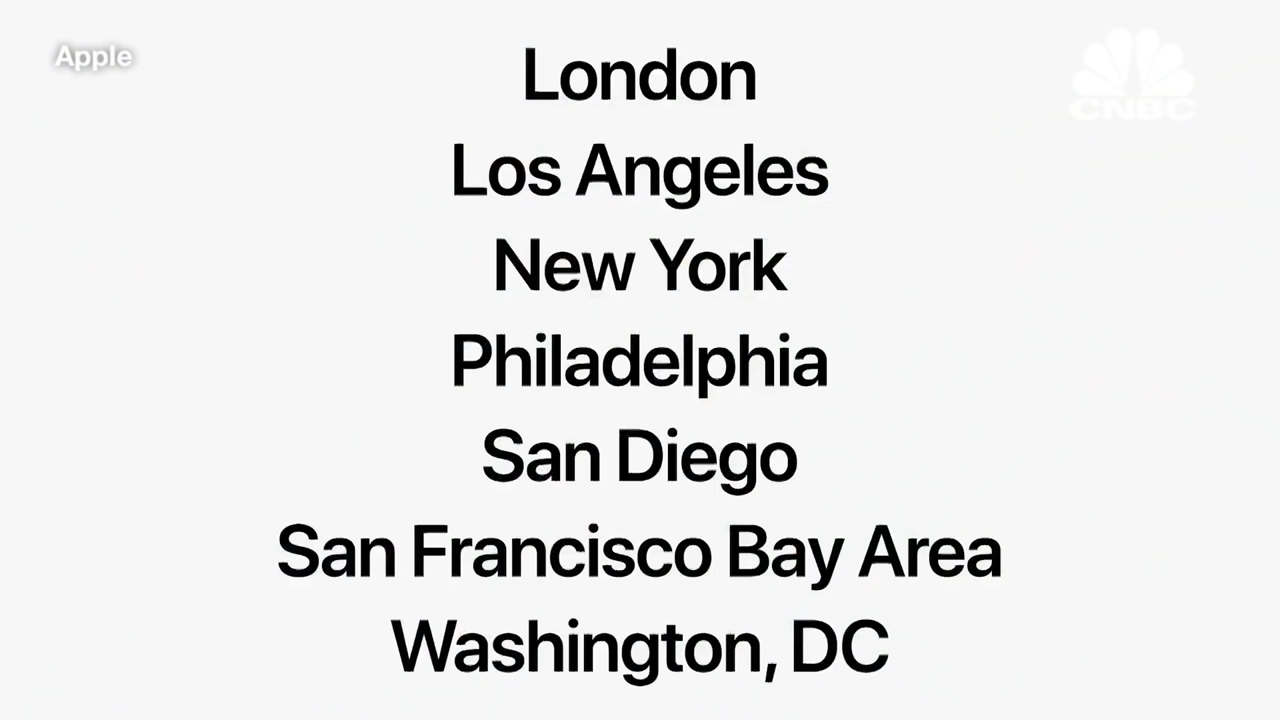 Apple
CNBC
London
Los Angeles
New York
Philadelphia
San Diego
San Francisco Bay Area
Washington, DC